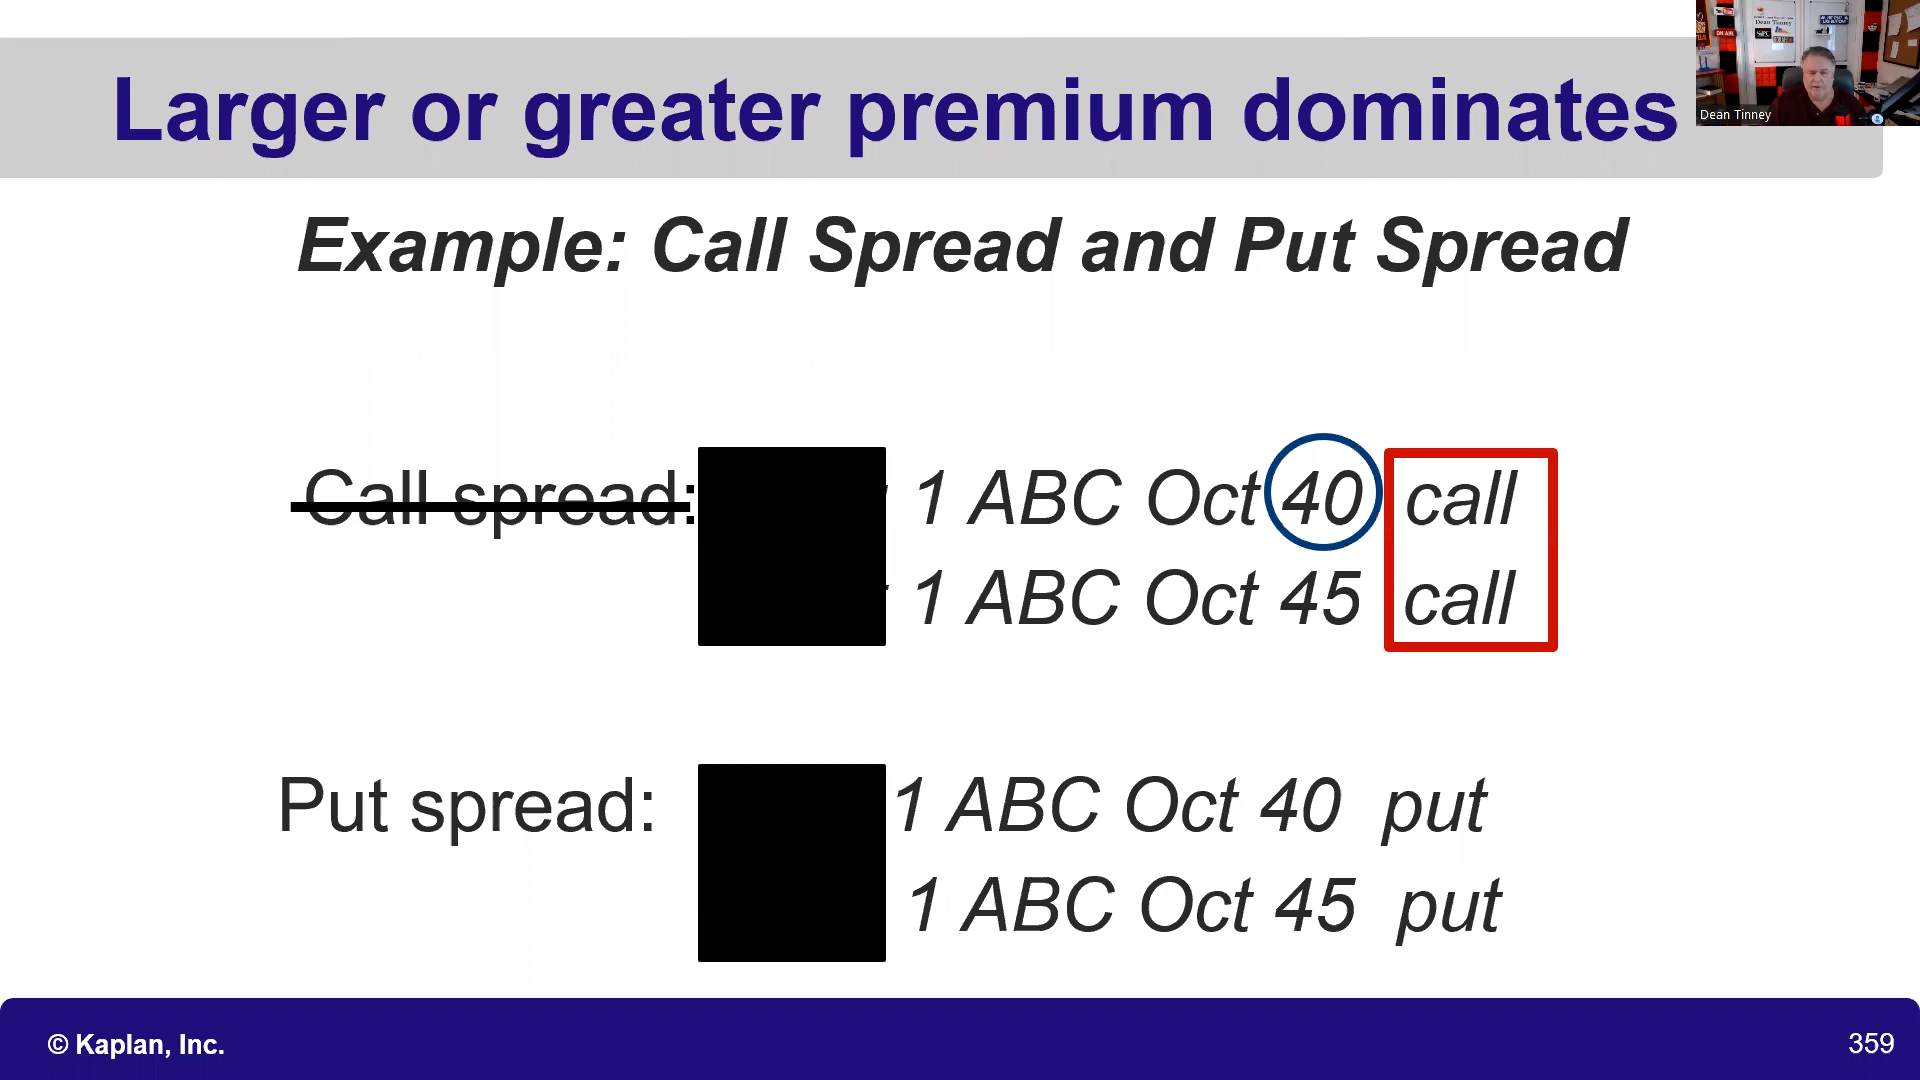 Larger or greater premium dominates
Dean Tinney
Example: Call Spread and Put Spread
Call spread: 1 ABC Oct 40 call
1 ABC Oct 45 call
Put spread: 1 ABC Oct 40 put
1 ABC Oct 45 put
© Kaplan, Inc.
359